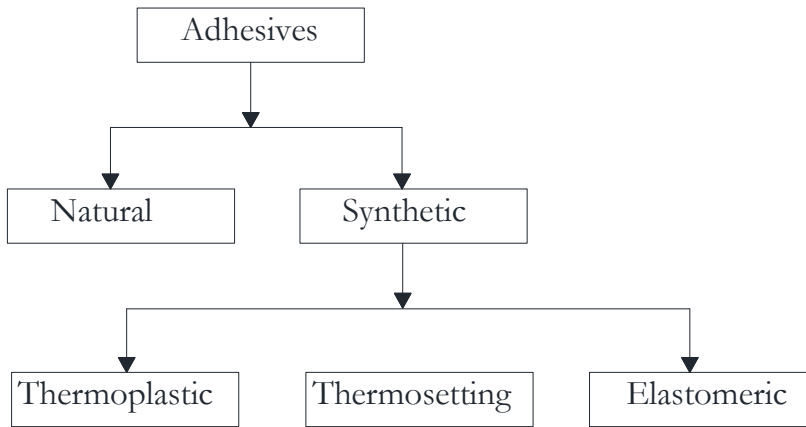 Adhesives
Natural
Synthetic
Thermoplastic
Thermosetting
Elastomeric